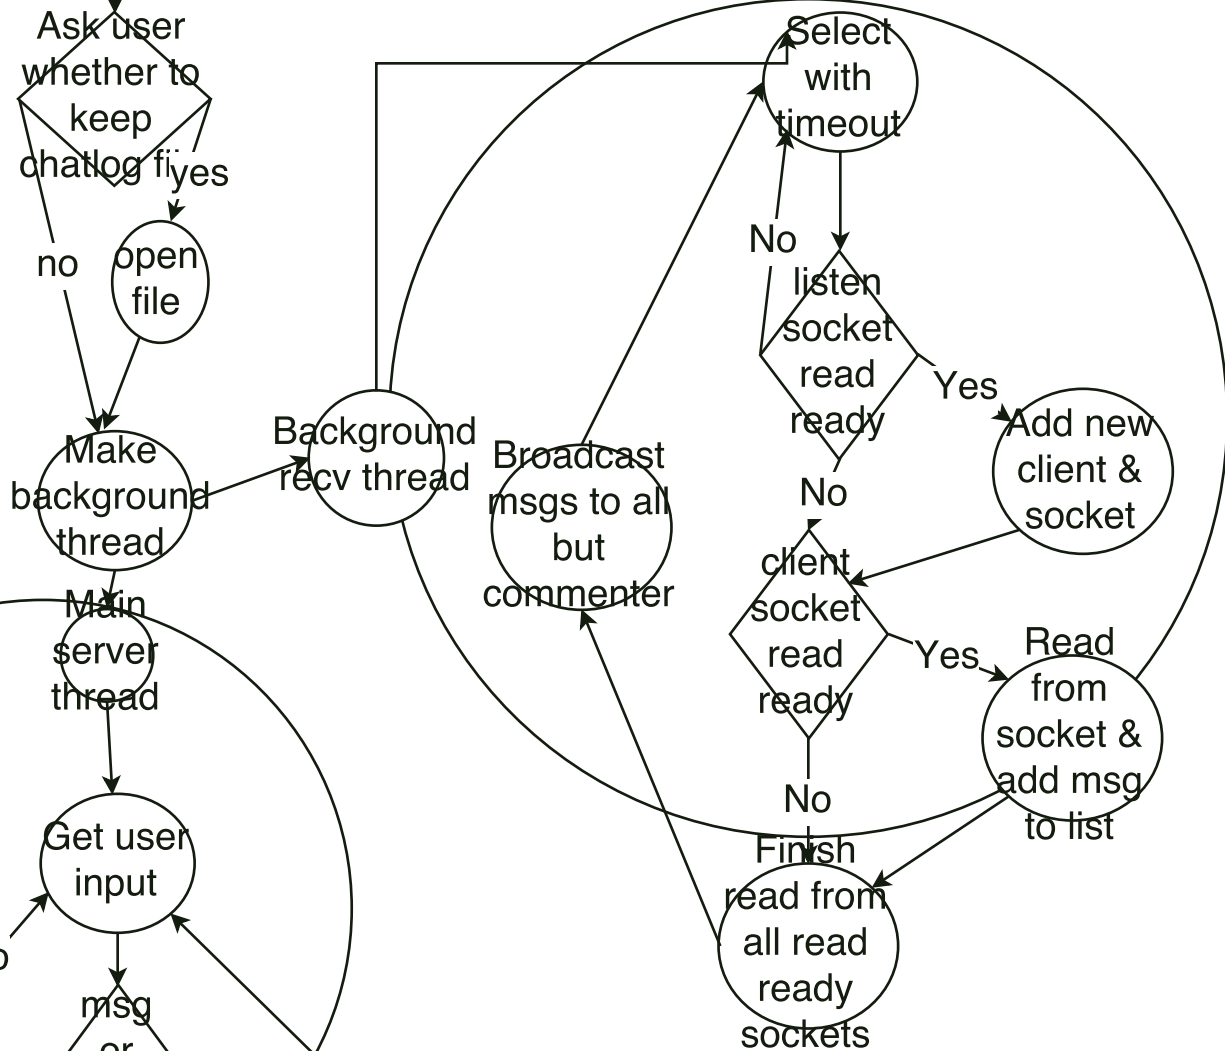 Ask user
whether to
keep
chatlog
yes
no
open
file
Make
background
thread
Background
recv thread
Main
server
thread
Get user
input
msg
or
Select
with
timeout
No
listen
socket
read
ready
Yes
Add new
client &
socket
No
client
socket
read
ready
Yes
Read
from
socket &
add msg
to list
No
Finish
read from
all read
ready
sockets
Broadcast
msgs to all
but
commenter